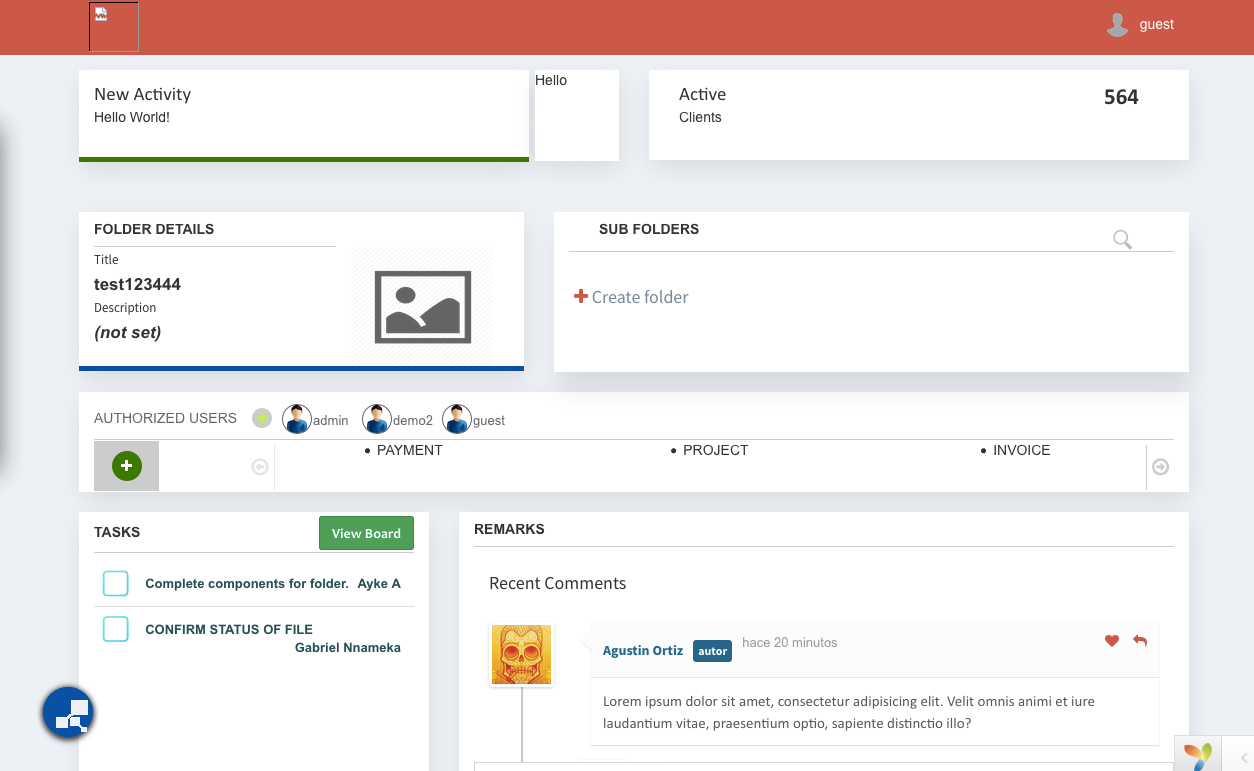 guest
New Activity
Hello World!
Hello
Active
Clients
564
FOLDER DETAILS
Title
test123444
Description
(not set)
SUB FOLDERS
Create folder
AUTHORIZED USERS
admin
demo2
guest
• PAYMENT
• PROJECT
• INVOICE
TASKS
View Board
Complete components for folder. Ayke A
CONFIRM STATUS OF FILE
Gabriel Nnameka
REMARKS
Recent Comments
Agustin Ortiz autor hace 20 minutos
Lorem ipsum dolor sit amet, consectetur adipisicing elit. Velit omnis animi et iure
laudantium vitae, praesentium optio, sapiente distinctio illo?